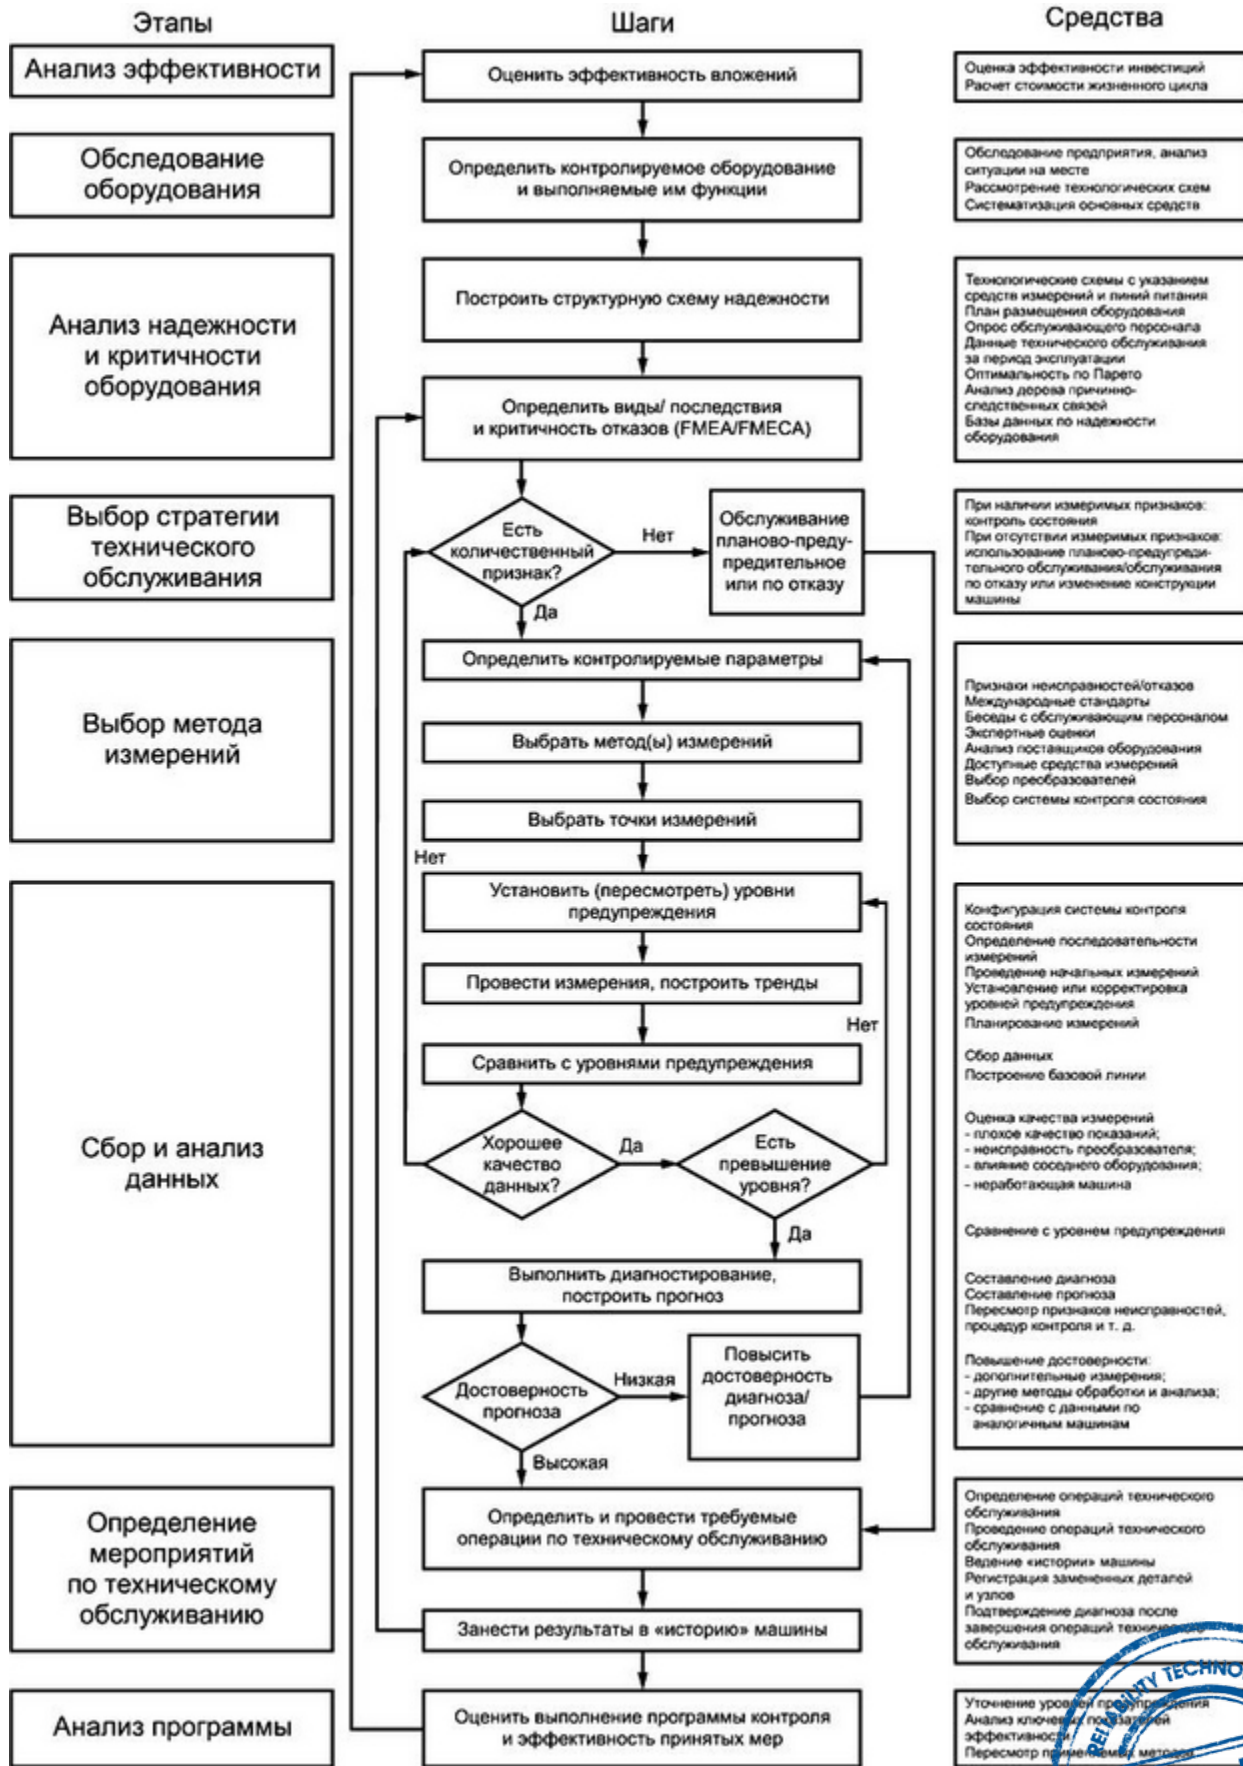 Этапы
Шаги
Средства
Анализ эффективности
Оценить эффективность вложений
Оценка эффективности инвестиций
Расчет стоимости жизненного цикла
Обследование
оборудования
Определить контролируемое оборудование
и выполняемые им функции
Обследование предприятия, анализ
ситуации на месте
Рассмотрение технологических схем
Систематизация основных средств
Анализ надежности
и критичности
оборудования
Построить структурную схему надежности
Определить виды/ последствия
и критичность отказов (FMEA/FMECA)
Технологические схемы с указанием
средств измерений и линий питания
План размещения оборудования
Опрос обслуживающего персонала
Данные технического обслуживания
за период эксплуатации
Оптимальность по Парето
Анализ дерева причинно-
следственных связей
Базы данных по надежности
оборудования
Выбор стратегии
технического
обслуживания
Есть
количественный
признак?
Нет
Обслуживание
планово-преду-
предительное
или по отказу
Да
При наличии измеримых признаков:
контроль состояния
При отсутствии измеримых признаков:
использование планово-предупреди-
тельного обслуживания/обслуживания
по отказу или изменение конструкции
машины
Выбор метода
измерений
Определить контролируемые параметры
Выбрать метод(ы) измерений
Выбрать точки измерений
Признаки неисправностей/отказов
Международные стандарты
Беседы с обслуживающим персоналом
Экспертные оценки
Анализ поставщиков оборудования
Доступные средства измерений
Выбор преобразователей
Выбор системы контроля состояния
Нет
Сбор и анализ
данных
Установить (пересмотреть) уровни
предупреждения
Провести измерения, построить тренды
Нет
Сравнить с уровнями предупреждения
Хорошее
качество
данных?
Да
Есть
превышение
уровня?
Да
Выполнить диагностирование,
построить прогноз
Достоверность
прогноза
Низкая
Повысить
достоверность
диагноза/
прогноза
Высокая
Конфигурация системы контроля
состояния
Определение последовательности
измерений
Проведение начальных измерений
Установление или корректировка
уровней предупреждения
Планирование измерений
Сбор данных
Построение базовой линии
Оценка качества измерений
- плохое качество показаний;
- неисправность преобразователя;
- влияние соседнего оборудования;
- неработающая машина
Сравнение с уровнем предупреждения
Составление диагноза
Составление прогноза
Пересмотр признаков неисправностей,
процедур контроля и т. д.
Повышение достоверности:
- дополнительные измерения;
- другие методы обработки и анализа;
- сравнение с данными по
аналогичным машинам
Определение
мероприятий
по техническому
обслуживанию
Определить и провести требуемые
операции по техническому обслуживанию
Занести результаты в «историю» машины
Определение операций технического
обслуживания
Проведение операций технического
обслуживания
Ведение «истории» машины
Регистрация замененных деталей
и узлов
Подтверждение диагноза после
завершения операций технического
обслуживания
Анализ программы
Оценить выполнение программы контроля
и эффективность принятых мер
Уточнение уровней предупреждения
Анализ ключевых показателей
эффективности
Пересмотр применяемых методов
RELIABILITY TECHNO